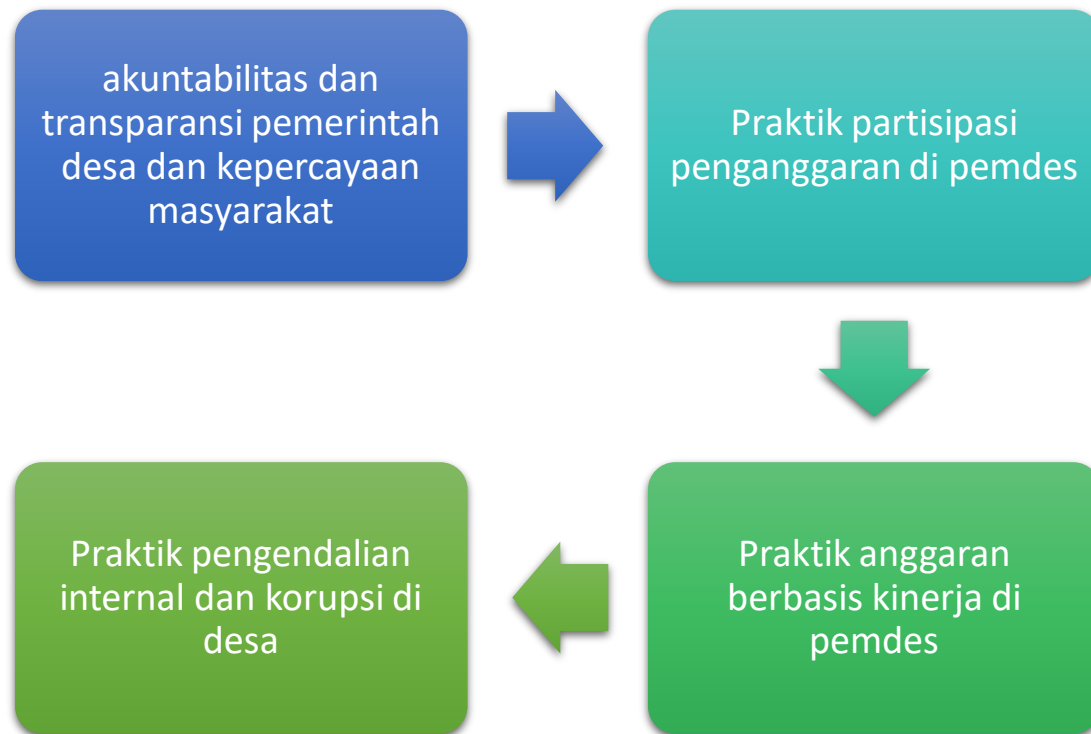 akuntabilitas dan
transparansi pemerintah
desa dan kepercayaan
masyarakat
Praktik partisipasi
penganggaran di pemdes
Praktik anggaran
berbasis kinerja di
pemdes
Praktik pengendalian
internal dan korupsi di
desa